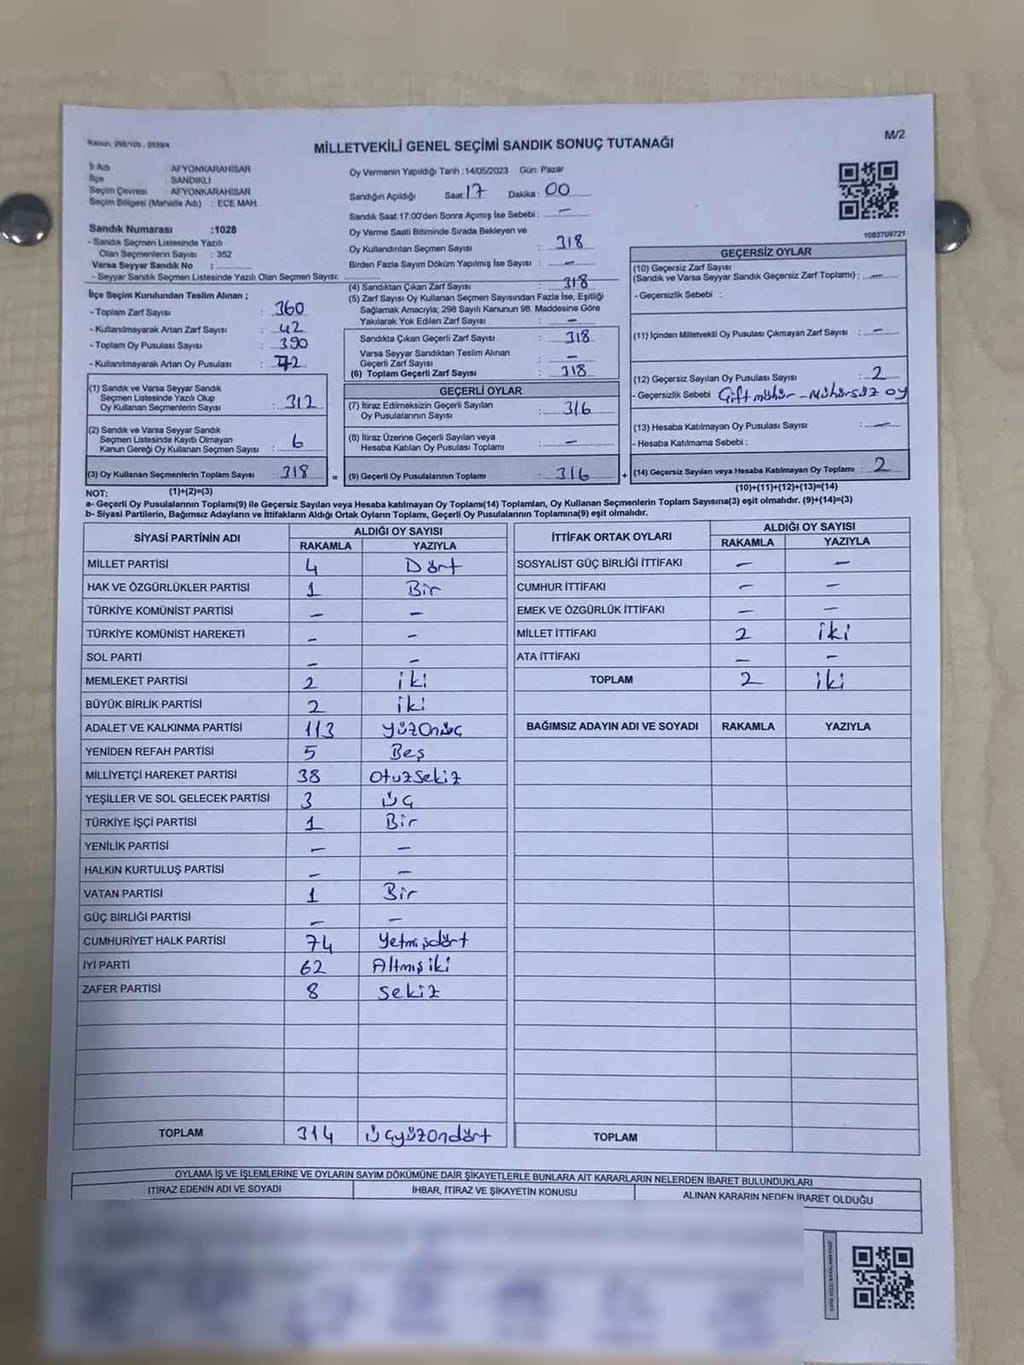 M/2
MİLLETVEKİLİ GENEL SEÇİMİ SANDIK SONUÇ TUTANAĞI
İl Adı : AFYONKARAHİSAR
İlçe : SANDIKLI
Seçim Çevresi : AFYONKARAHİSAR
Seçim Bölgesi (Mahalle Adı) : ECE MAH.
Sandık Numarası :1028
- Sandık Seçmen Listesinde Yazılı
Olan Seçmenlerin Sayısı : 352
Varsa Seyyar Sandık No :
- Seyyar Sandık Seçmen Listesinde Yazılı Olan Seçmen Sayısı:
İlçe Seçim Kurulundan Teslim Alınan ;
- Toplam Zarf Sayısı : 360
- Kullanılmayarak Artan Zarf Sayısı : 42
- Toplam Oy Pusulası Sayısı : 390
- Kullanılmayarak Artan Oy Pusulası : 72
(1) Sandık ve Varsa Seyyar Sandık
Seçmen Listesinde Yazılı Olup
Oy Kullanan Seçmenlerin Sayısı : 312
(2) Sandık ve Varsa Seyyar Sandık
Seçmen Listesinde Kayıtlı Olmayan
Kanun Gereği Oy Kullanan Seçmen Sayısı : 6
(3) Oy Kullanan Seçmenlerin Toplam Sayısı : 318
Oy Vermenin Yapıldığı Tarih :14/05/2023 Gün: Pazar
Sandığın Açıldığı Saat: 17 Dakika : 00
Sandık Saat 17:00'den Sonra Açımış İse Sebebi : —
Oy Verme Saati Bitiminde Sırada Bekleyen ve
Oy Kullandırılan Seçmen Sayısı : 318
Birden Fazla Sayım Döküm Yapılmış İse Sayısı : —
(4) Sandıktan Çıkan Zarf Sayısı : 318
(5) Zarf Sayısı Oy Kullanan Seçmen Sayısından Fazla İse, Eşitliği
Sağlamak Amacıyla; 298 Sayılı Kanunun 98. Maddesine Göre
Yakılarak Yok Edilen Zarf Sayısı : —
Sandıkta Çıkan Geçerli Zarf Sayısı : 318
Varsa Seyyar Sandıktan Teslim Alınan
Geçerli Zarf Sayısı : —
(6) Toplam Geçerli Zarf Sayısı : 318
GEÇERLİ OYLAR
(7) İtiraz Edilmeksizin Geçerli Sayılan
Oy Pusulalarının Sayısı : 316
(8) İtiraz Üzerine Geçerli Sayılan veya
Hesaba Katılan Oy Pusulası Toplamı : —
= (9) Geçerli Oy Pusulalarının Toplamı : 316 +
1083709721
GEÇERSİZ OYLAR
(10) Geçersiz Zarf Sayısı
(Sandık ve Varsa Seyyar Sandık Geçersiz Zarf Toplamı) : —
- Geçersizlik Sebebi :
(11) İçinden Milletvekili Oy Pusulası Çıkmayan Zarf Sayısı : —
(12) Geçersiz Sayılan Oy Pusulası Sayısı : 2
- Geçersizlik Sebebi Çift mühür - Mühürsüz oy
(13) Hesaba Katılmayan Oy Pusulası Sayısı : —
- Hesaba Katılmama Sebebi :
(14) Geçersiz Sayılan veya Hesaba Katılmayan Oy Toplamı : 2
NOT: (1)+(2)=(3)
(10)+(11)+(12)+(13)=(14)
a- Geçerli Oy Pusulalarının Toplamı(9) ile Geçersiz Sayılan veya Hesaba katılmayan Oy Toplamı(14) Toplamları, Oy Kullanan Seçmenlerin Toplam Sayısına(3) eşit olmalıdır. (9)+(14)=(3)
b- Siyasi Partilerin, Bağımsız Adayların ve İttifakların Aldığı Ortak Oyların Toplamı, Geçerli Oy Pusulalarının Toplamına(9) eşit olmalıdır.
SİYASİ PARTİNİN ADI ALDIĞI OY SAYISI
RAKAMLA YAZIYLA
MİLLET PARTİSİ 4 Dört
HAK VE ÖZGÜRLÜKLER PARTİSİ 1 Bir
TÜRKİYE KOMÜNİST PARTİSİ — —
TÜRKİYE KOMÜNİST HAREKETİ — —
SOL PARTİ — —
MEMLEKET PARTİSİ 2 iki
BÜYÜK BİRLİK PARTİSİ 2 iki
ADALET VE KALKINMA PARTİSİ 113 yüzonüç
YENİDEN REFAH PARTİSİ 5 Beş
MİLLİYETÇİ HAREKET PARTİSİ 38 otuzsekiz
YEŞİLLER VE SOL GELECEK PARTİSİ 3 üç
TÜRKİYE İŞÇİ PARTİSİ 1 Bir
YENİLİK PARTİSİ — —
HALKIN KURTULUŞ PARTİSİ — —
VATAN PARTİSİ 1 Bir
GÜÇ BİRLİĞİ PARTİSİ — —
CUMHURİYET HALK PARTİSİ 74 Yetmişdört
İYİ PARTİ 62 Altmışiki
ZAFER PARTİSİ 8 Sekiz
TOPLAM 314 üçyüzondört
İTTİFAK ORTAK OYLARI ALDIĞI OY SAYISI
RAKAMLA YAZIYLA
SOSYALİST GÜÇ BİRLİĞİ İTTİFAKI — —
CUMHUR İTTİFAKI — —
EMEK VE ÖZGÜRLÜK İTTİFAKI — —
MİLLET İTTİFAKI 2 iki
ATA İTTİFAKI — —
TOPLAM 2 iki
BAĞIMSIZ ADAYIN ADI VE SOYADI RAKAMLA YAZIYLA
TOPLAM
OYLAMA İŞ VE İŞLEMLERİNE VE OYLARIN SAYIM DÖKÜMÜNE DAİR ŞİKAYETLERLE BUNLARA AİT KARARLARIN NELERDEN İBARET BULUNDUKLARI
İTİRAZ EDENİN ADI VE SOYADI İHBAR, İTİRAZ VE ŞİKAYETİN KONUSU ALINAN KARARIN NEDEN İBARET OLDUĞU